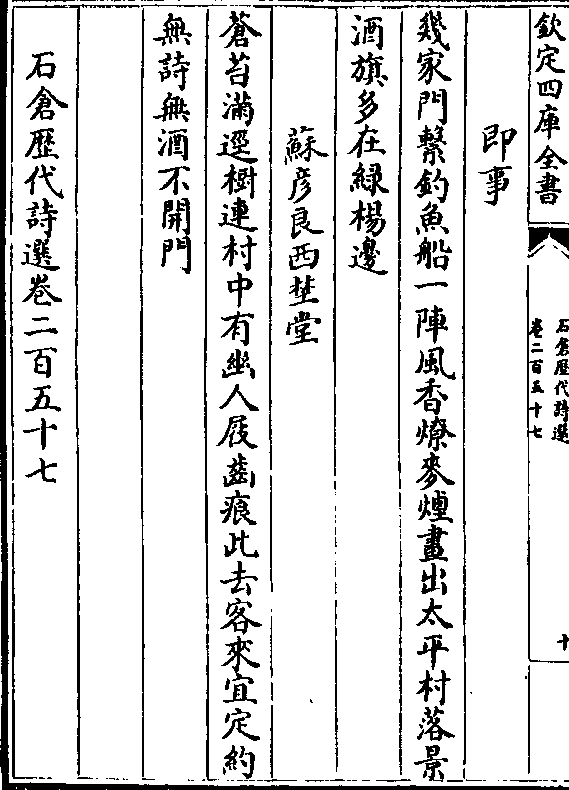 欽定四庫全書
石倉歷代詩選
卷二百五十七
十
即事
幾家門繫釣魚船一陣風香燎麥煙畫出太平村落景
酒旗多在緑楊邊
蘇彦良西埜堂
蒼苔滿逕樹連村中有幽人屐齒痕此去客來宜定約
無詩無酒不開門
石倉歷代詩選卷二百五十七